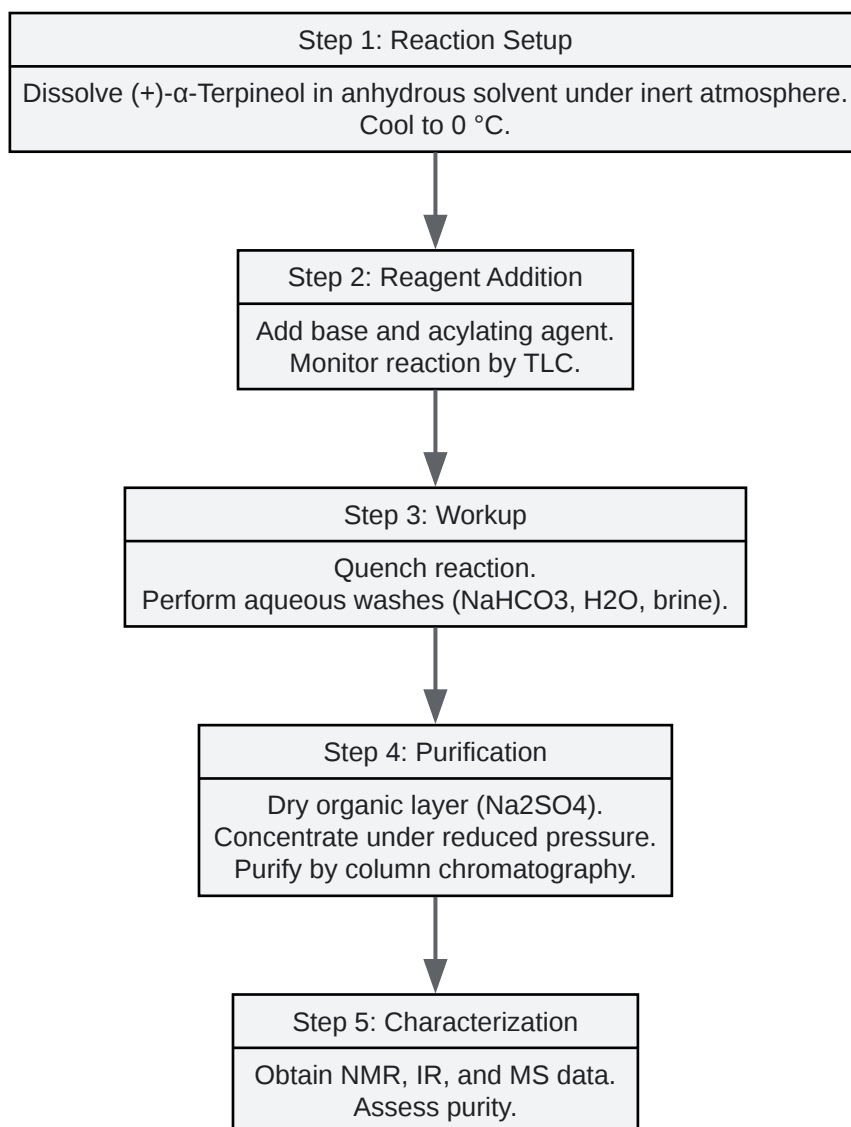 Step 1: Reaction Setup
Dissolve (+)-α-Terpineol in anhydrous solvent under inert atmosphere.
Cool to 0 °C.
Step 2: Reagent Addition
Add base and acylating agent.
Monitor reaction by TLC.
Step 3: Workup
Quench reaction.
Perform aqueous washes (NaHCO3, H2O, brine).
Step 4: Purification
Dry organic layer (Na2SO4).
Concentrate under reduced pressure.
Purify by column chromatography.
Step 5: Characterization
Obtain NMR, IR, and MS data.
Assess purity.